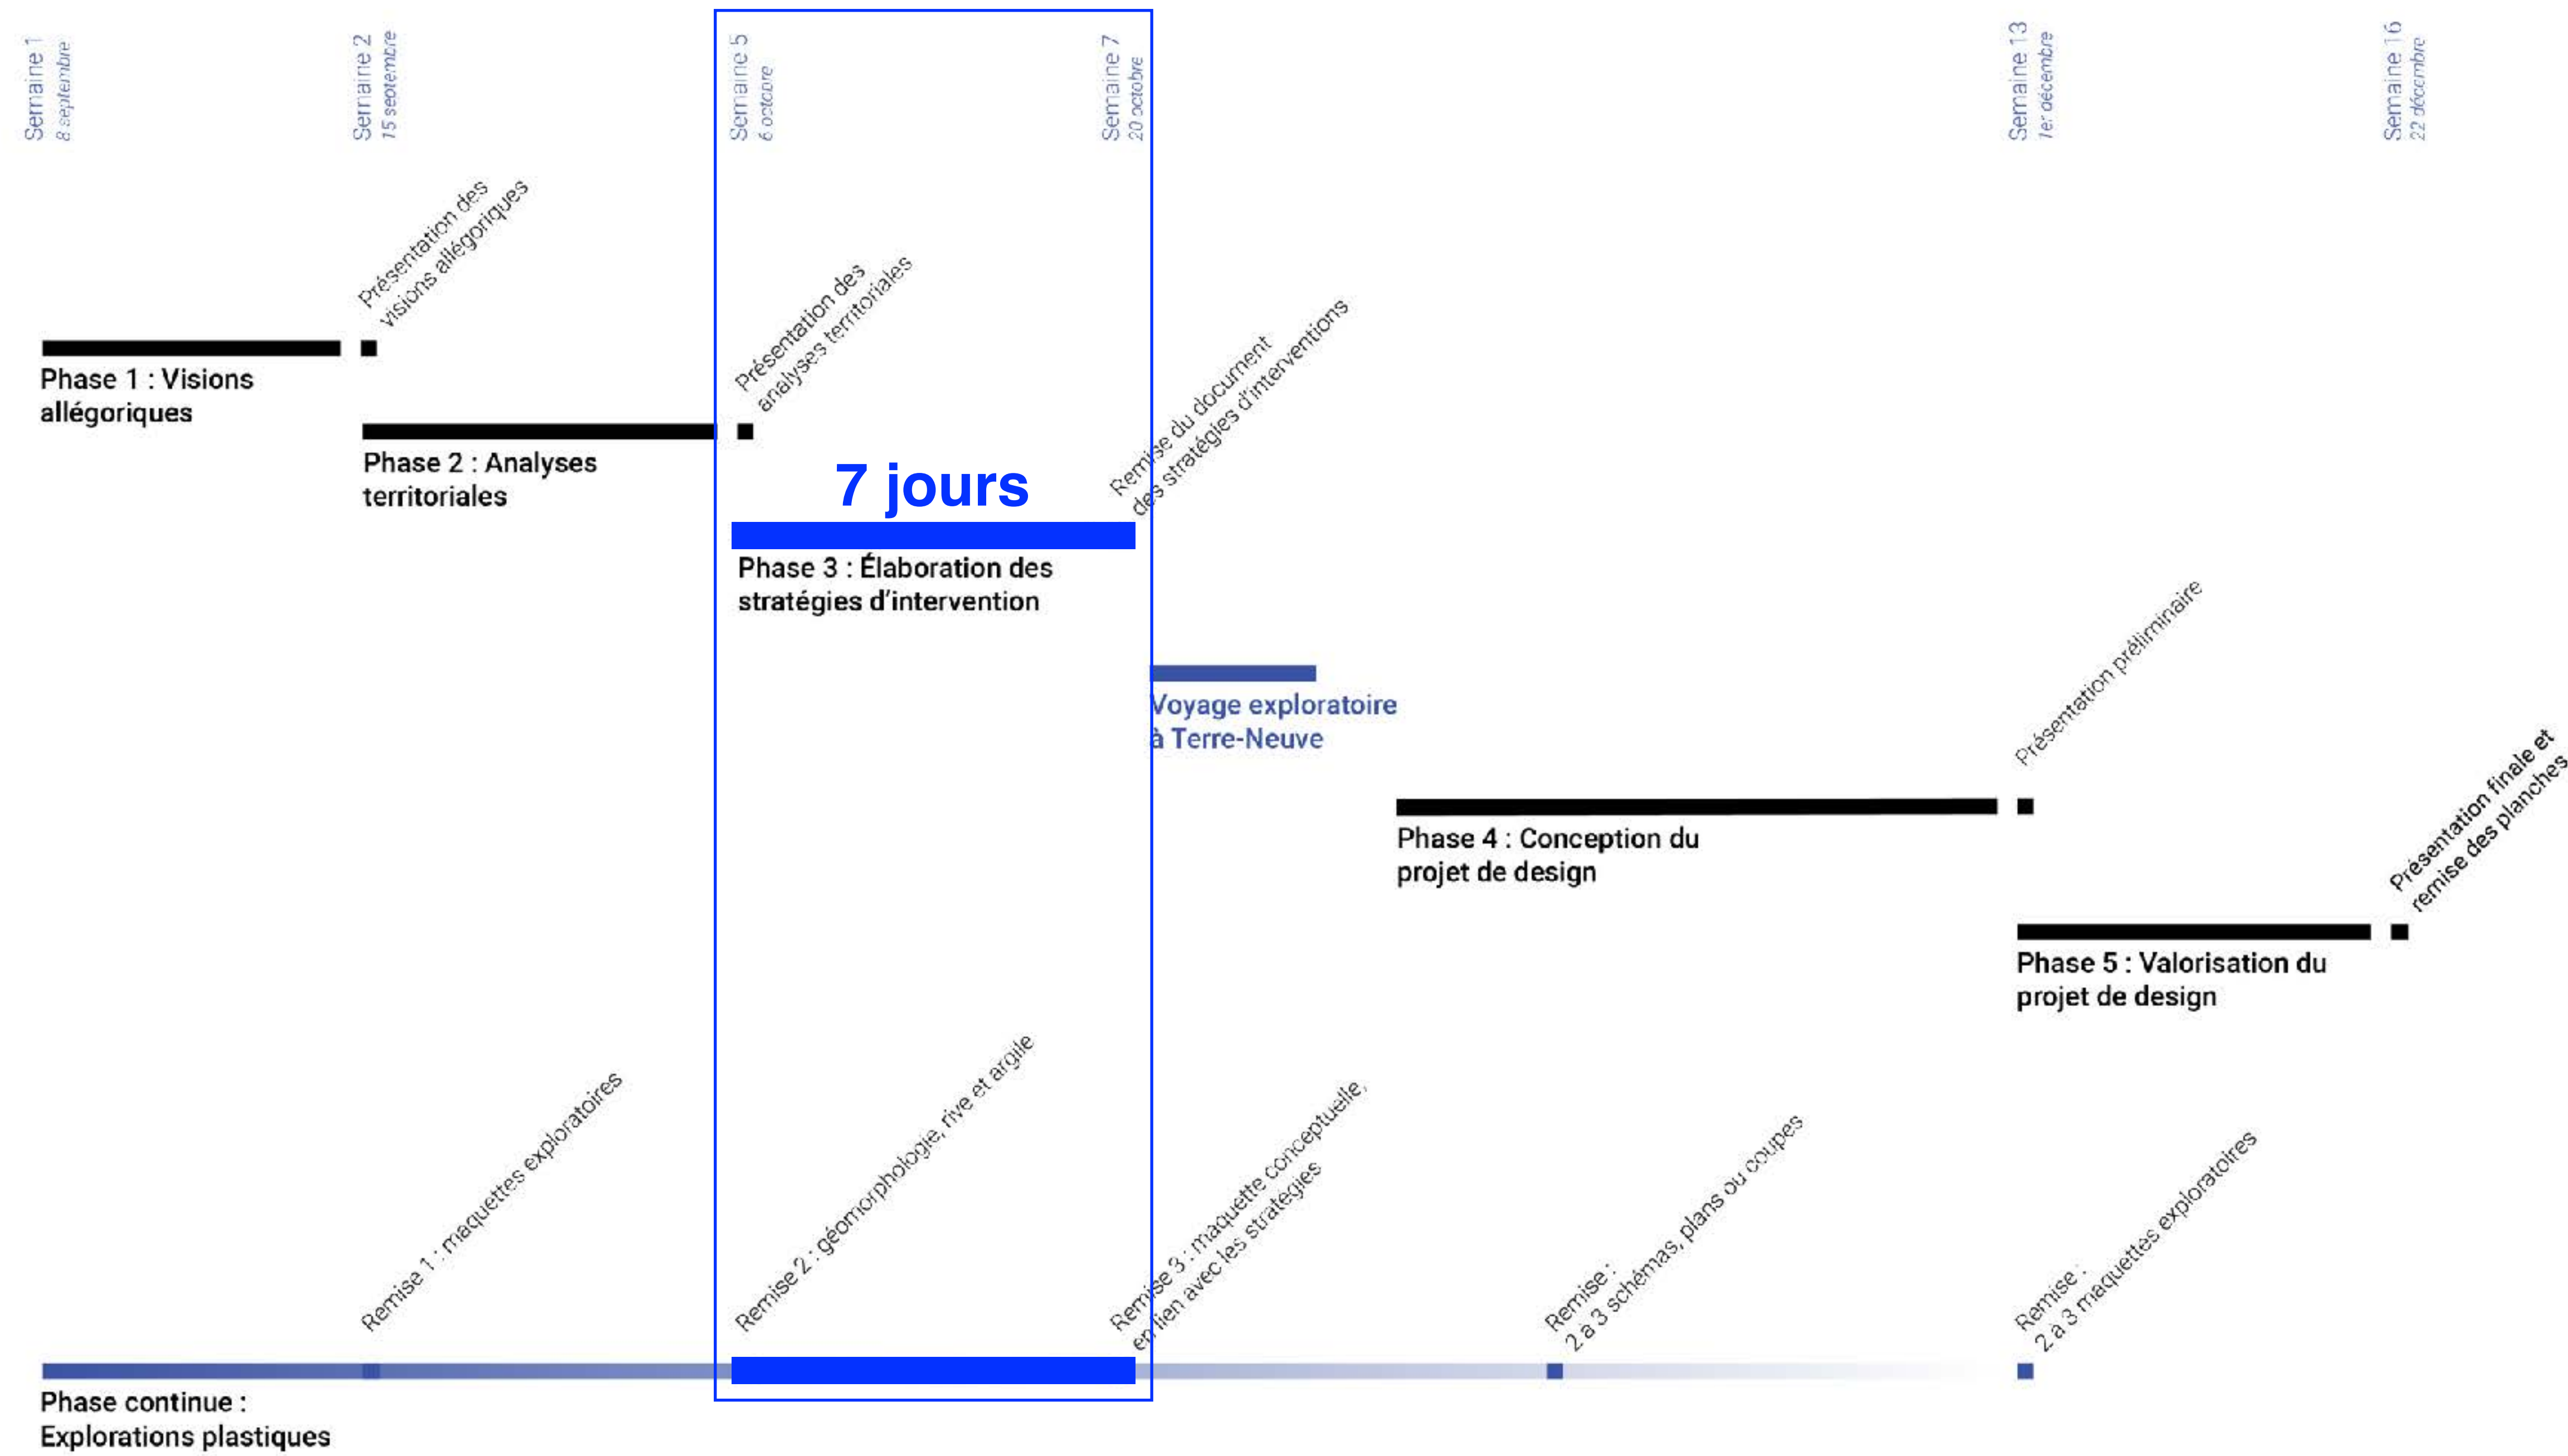 Semaine 1
8 septembre
Semaine 2
15 septembre
Semaine 5
6 octobre
Semaine 7
20 octobre
Semaine 13
1er décembre
Semaine 16
22 décembre
Présentation des
visions allégoriques
Phase 1 : Visions
allégoriques
Présentation des
analyses territoriales
Phase 2 : Analyses
territoriales
Remise du document
des stratégies d'interventions
7 jours
Phase 3 : Élaboration des
stratégies d'intervention
Voyage exploratoire
à Terre-Neuve
Présentation préliminaire
Phase 4 : Conception du
projet de design
Présentation finale et
remise des planches
Phase 5 : Valorisation du
projet de design
Remise 1 : maquettes exploratoires
Remise 2 : géomorphologie, rive et argile
Remise 3 : maquette conceptuelle,
en lien avec les stratégies
Remise :
2 à 3 schémas, plans ou coupes
Remise :
2 à 3 maquettes exploratoires
Phase continue :
Explorations plastiques